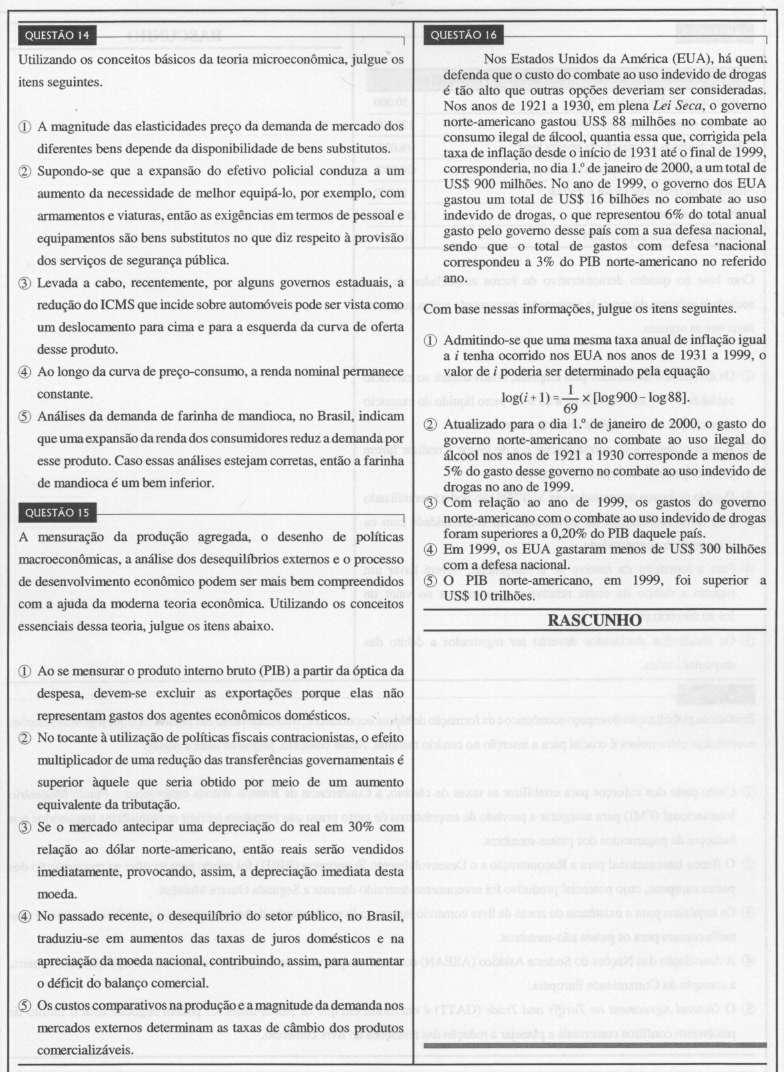 QUESTÃO 14
Utilizando os conceitos básicos da teoria microeconômica, julgue os
itens seguintes.
① A magnitude das elasticidades preço da demanda de mercado dos
diferentes bens depende da disponibilidade de bens substitutos.
② Supondo-se que a expansão do efetivo policial conduza a um
aumento da necessidade de melhor equipá-lo, por exemplo, com
armamentos e viaturas, então as exigências em termos de pessoal e
equipamentos são bens substitutos no que diz respeito à provisão
dos serviços de segurança pública.
③ Levada a cabo, recentemente, por alguns governos estaduais, a
redução do ICMS que incide sobre automóveis pode ser vista como
um deslocamento para cima e para a esquerda da curva de oferta
desse produto.
④ Ao longo da curva de preço-consumo, a renda nominal permanece
constante.
⑤ Análises da demanda de farinha de mandioca, no Brasil, indicam
que uma expansão da renda dos consumidores reduz a demanda por
esse produto. Caso essas análises estejam corretas, então a farinha
de mandioca é um bem inferior.
QUESTÃO 15
A mensuração da produção agregada, o desenho de políticas
macroeconômicas, a análise dos desequilíbrios externos e o processo
de desenvolvimento econômico podem ser mais bem compreendidos
com a ajuda da moderna teoria econômica. Utilizando os conceitos
essenciais dessa teoria, julgue os itens abaixo.
① Ao se mensurar o produto interno bruto (PIB) a partir da óptica da
despesa, devem-se excluir as exportações porque elas não
representam gastos dos agentes econômicos domésticos.
② No tocante à utilização de políticas fiscais contracionistas, o efeito
multiplicador de uma redução das transferências governamentais é
superior àquele que seria obtido por meio de um aumento
equivalente da tributação.
③ Se o mercado antecipar uma depreciação do real em 30% com
relação ao dólar norte-americano, então reais serão vendidos
imediatamente, provocando, assim, a depreciação imediata desta
moeda.
④ No passado recente, o desequilíbrio do setor público, no Brasil,
traduziu-se em aumentos das taxas de juros domésticos e na
apreciação da moeda nacional, contribuindo, assim, para aumentar
o déficit do balanço comercial.
⑤ Os custos comparativos na produção e a magnitude da demanda nos
mercados externos determinam as taxas de câmbio dos produtos
comercializáveis.
QUESTÃO 16
Nos Estados Unidos da América (EUA), há quem
defenda que o custo do combate ao uso indevido de drogas
é tão alto que outras opções deveriam ser consideradas.
Nos anos de 1921 a 1930, em plena Lei Seca, o governo
norte-americano gastou US$ 88 milhões no combate ao
consumo ilegal de álcool, quantia essa que, corrigida pela
taxa de inflação desde o início de 1931 até o final de 1999,
corresponderia, no dia 1.º de janeiro de 2000, a um total de
US$ 900 milhões. No ano de 1999, o governo dos EUA
gastou um total de US$ 16 bilhões no combate ao uso
indevido de drogas, o que representou 6% do total anual
gasto pelo governo desse país com a sua defesa nacional,
sendo que o total de gastos com defesa nacional
correspondeu a 3% do PIB norte-americano no referido
ano.
Com base nessas informações, julgue os itens seguintes.
① Admitindo-se que uma mesma taxa anual de inflação igual
a i tenha ocorrido nos EUA nos anos de 1931 a 1999, o
valor de i poderia ser determinado pela equação
log(i+1) = 1/69 × [log900 − log88].
② Atualizado para o dia 1.º de janeiro de 2000, o gasto do
governo norte-americano no combate ao uso ilegal do
álcool nos anos de 1921 a 1930 corresponde a menos de
5% do gasto desse governo no combate ao uso indevido de
drogas no ano de 1999.
③ Com relação ao ano de 1999, os gastos do governo
norte-americano com o combate ao uso indevido de drogas
foram superiores a 0,20% do PIB daquele país.
④ Em 1999, os EUA gastaram menos de US$ 300 bilhões
com a defesa nacional.
⑤ O PIB norte-americano, em 1999, foi superior a
US$ 10 trilhões.
RASCUNHO